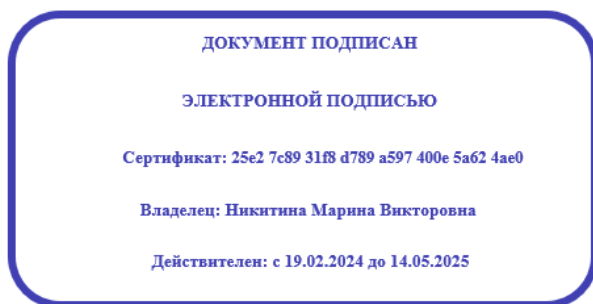 ДОКУМЕНТ ПОДПИСАН
ЭЛЕКТРОННОЙ ПОДПИСЬЮ
Сертификат: 25e2 7c89 31f8 d789 a597 400e 5a62 4ae0
Владелец: Никитина Марина Викторовна
Действителен: с 19.02.2024 до 14.05.2025